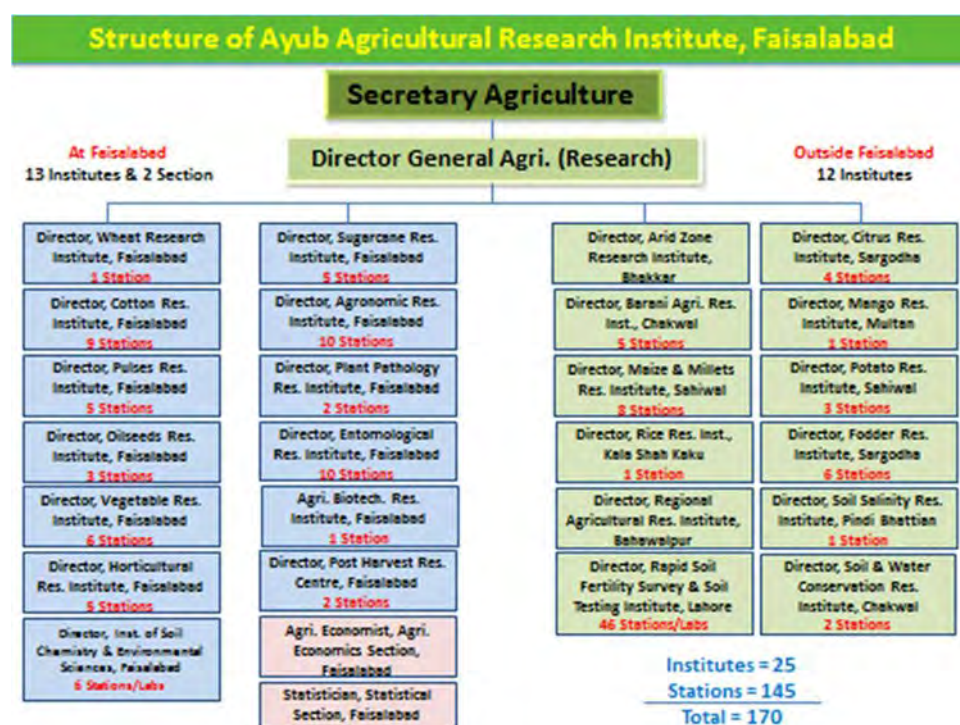 Structure of Ayub Agricultural Research Institute, Faisalabad
Secretary Agriculture
Director General Agri. (Research)
At Faisalabad
13 Institutes & 2 Section
Outside Faisalabad
12 Institutes
Director, Wheat Research
Institute, Faisalabad
1 Station
Director, Cotton Res.
Institute, Faisalabad
9 Stations
Director, Pulses Res.
Institute, Faisalabad
5 Stations
Director, Oilseeds Res.
Institute, Faisalabad
3 Stations
Director, Vegetable Res.
Institute, Faisalabad
6 Stations
Director, Horticultural
Res. Institute, Faisalabad
5 Stations
Director, Inst. of Soil
Chemistry & Environmental
Sciences, Faisalabad
6 Stations/Labs
Director, Sugarcane Res.
Institute, Faisalabad
5 Stations
Director, Agronomic Res.
Institute, Faisalabad
10 Stations
Director, Plant Pathology
Res. Institute, Faisalabad
2 Stations
Director, Entomological
Res. Institute, Faisalabad
10 Stations
Agri. Biotech. Res.
Institute, Faisalabad
1 Station
Director, Post Harvest Res.
Centre, Faisalabad
2 Stations
Agri. Economist, Agri.
Economics Section,
Faisalabad
Statistician, Statistical
Section, Faisalabad
Director, Arid Zone
Research Institute,
Bhakkar
Director, Barani Agri. Res.
Inst., Chakwal
5 Stations
Director, Maize & Millets
Res. Institute, Sahiwal
8 Stations
Director, Rice Res. Inst.,
Kala Shah Kaku
1 Station
Director, Regional
Agricultural Res. Institute,
Bahawalpur
Director, Rapid Soil
Fertility Survey & Soil
Testing Institute, Lahore
46 Stations/Labs
Director, Citrus Res.
Institute, Sargodha
4 Stations
Director, Mango Res.
Institute, Multan
1 Station
Director, Potato Res.
Institute, Sahiwal
3 Stations
Director, Fodder Res.
Institute, Sargodha
6 Stations
Director, Soil Salinity Res.
Institute, Pindi Bhattian
1 Station
Director, Soil & Water
Conservation Res.
Institute, Chakwal
2 Stations
Institutes = 25
Stations = 145
Total = 170